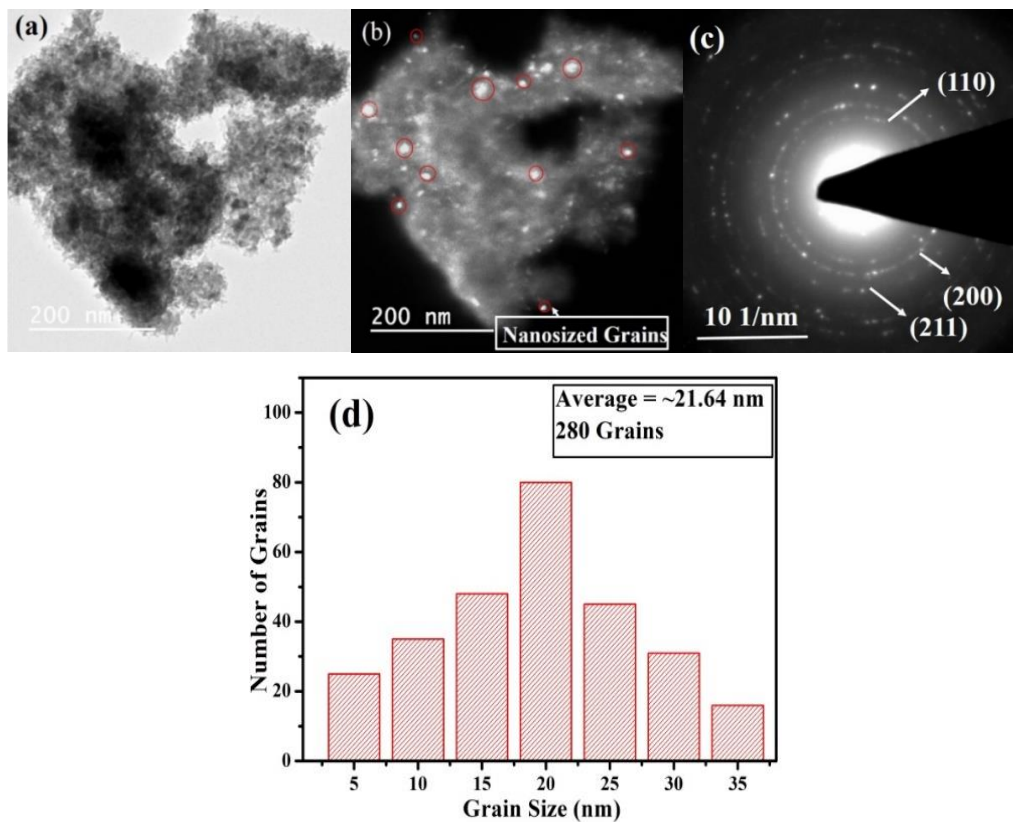 (a)
200 nm
(b)
200 nm
Nanosized Grains
(c)
(110)
(200)
(211)
10 1/nm
(d)
Average = ~21.64 nm
280 Grains
Number of Grains
100
80
60
40
20
0
5 10 15 20 25 30 35
Grain Size (nm)